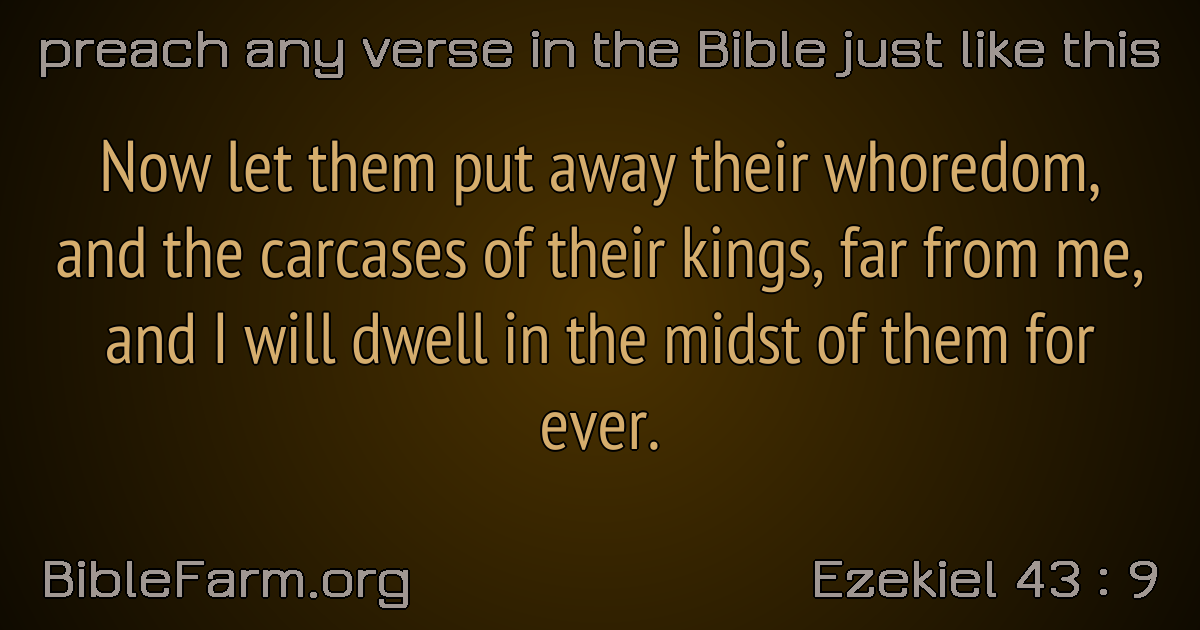 preach any verse in the Bible just like this
Now let them put away their whoredom,
and the carcases of their kings, far from me,
and I will dwell in the midst of them for
ever.
BibleFarm.org
Ezekiel 43 : 9